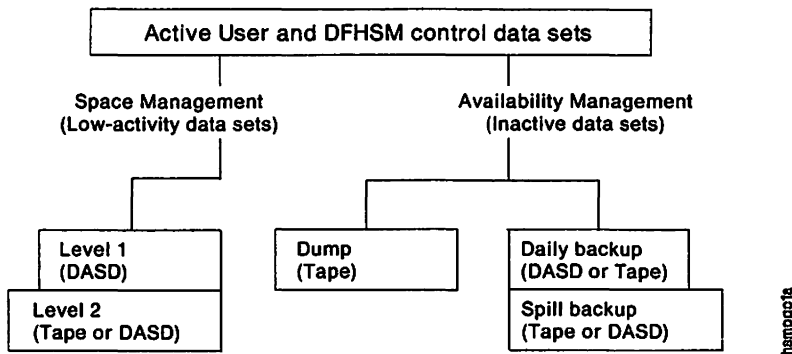 Active User and DFHSM control data sets
Space Management
(Low-activity data sets)
Availability Management
(Inactive data sets)
Level 1
(DASD)
Level 2
(Tape or DASD)
Dump
(Tape)
Daily backup
(DASD or Tape)
Spill backup
(Tape or DASD)